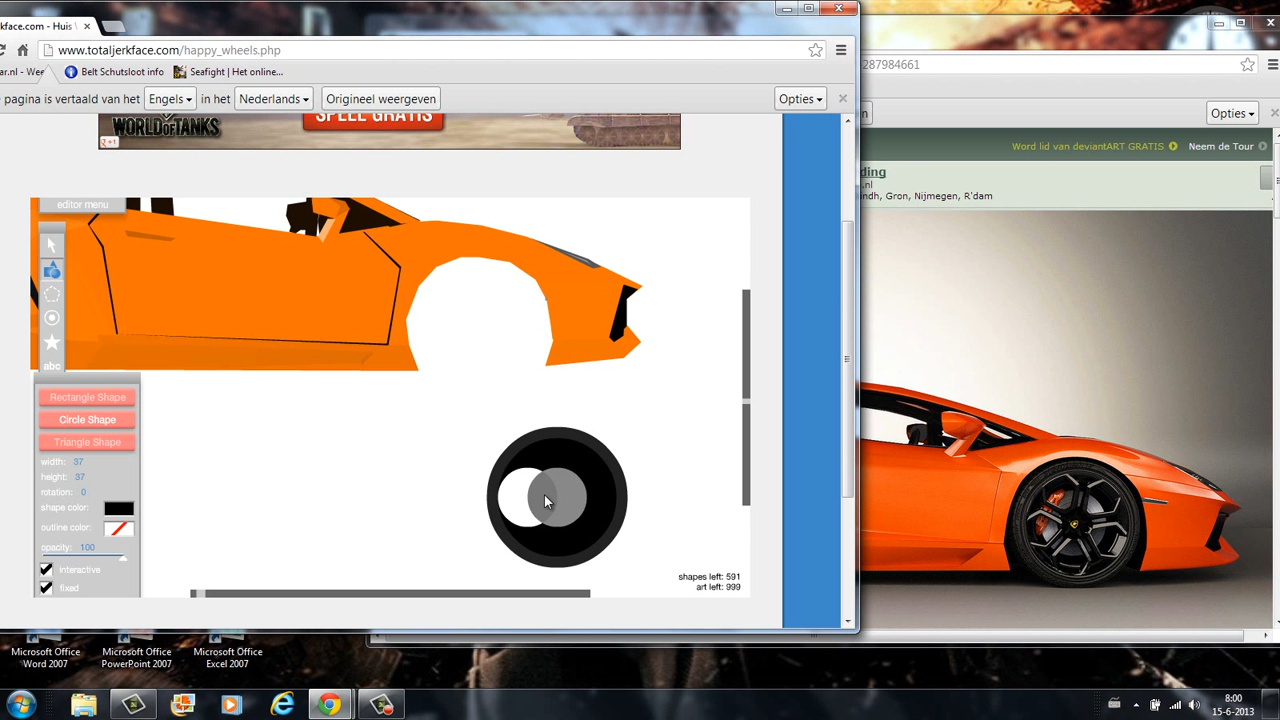 kface.com - Huis
www.totaljerkface.com/happy_wheels.php
287984661
ar.nl - Wer
Belt Schutsloot info
Seafight | Hét online...
pagina is vertaald van het
Engels
in het
Nederlands
Origineel weergeven
Opties
Opties
WORLD OF TANKS
SPEEL GRATIS
+1
Word lid van deviantART GRATIS
Neem de Tour
ding
.nl
indh, Gron, Nijmegen, R'dam
editor menu
abc
Rectangle Shape
Circle Shape
Triangle Shape
width: 37
height: 37
rotation: 0
shape color:
outline color:
opacity: 100
interactive
fixed
shapes left: 591
art left: 999
Microsoft Office
Word 2007
Microsoft Office
PowerPoint 2007
Microsoft Office
Excel 2007
8:00
15-6-2013